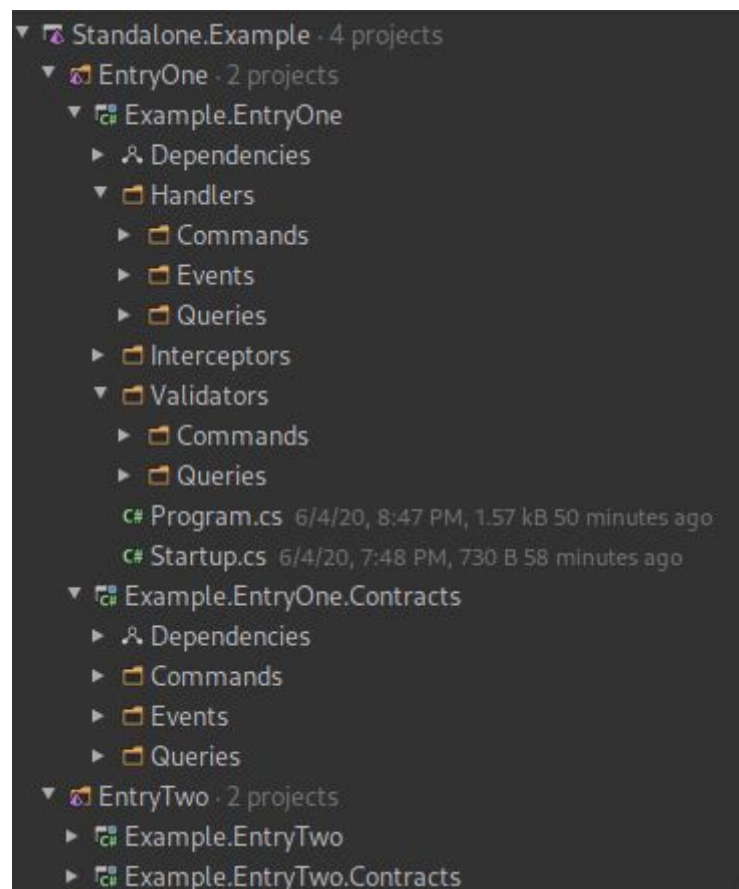 Standalone.Example · 4 projects
EntryOne · 2 projects
Example.EntryOne
Dependencies
Handlers
Commands
Events
Queries
Interceptors
Validators
Commands
Queries
C# Program.cs 6/4/20, 8:47 PM, 1.57 kB 50 minutes ago
C# Startup.cs 6/4/20, 7:48 PM, 730 B 58 minutes ago
Example.EntryOne.Contracts
Dependencies
Commands
Events
Queries
EntryTwo · 2 projects
C# Example.EntryTwo
C# Example.EntryTwo.Contracts